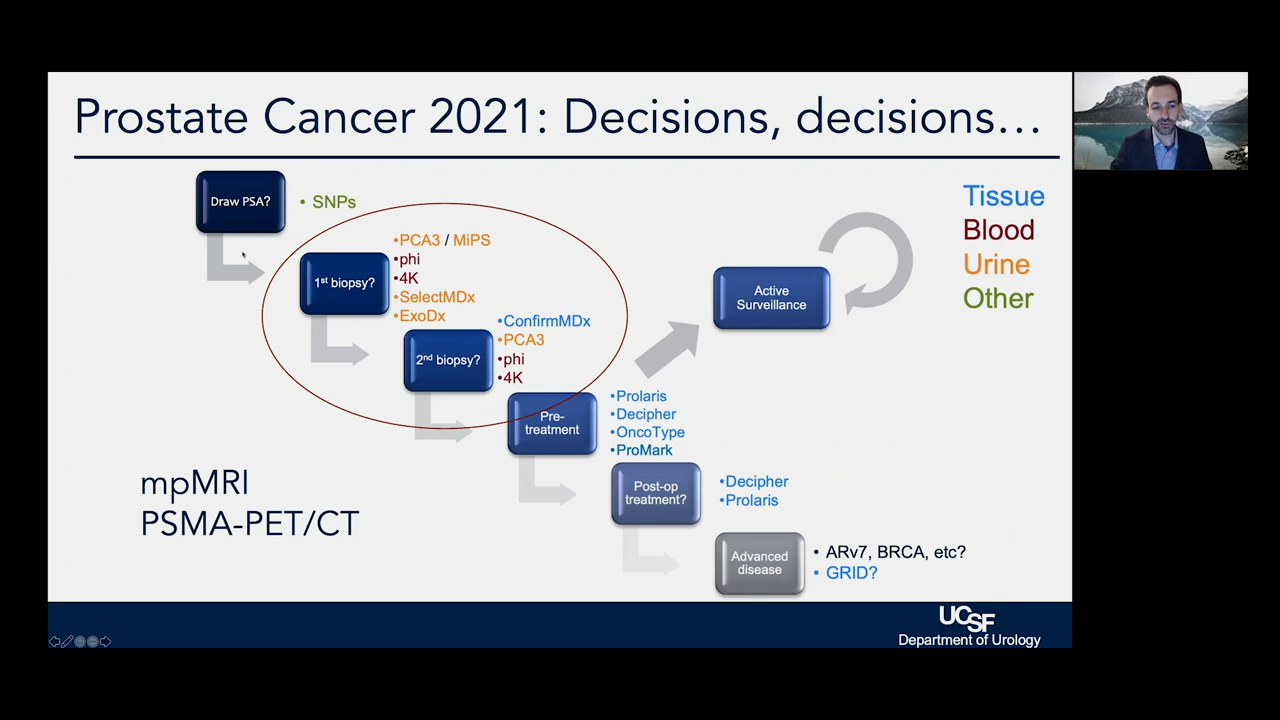 Prostate Cancer 2021: Decisions, decisions…
Draw PSA?
• SNPs
1st biopsy?
•PCA3 / MiPS
•phi
•4K
•SelectMDx
•ExoDx
2nd biopsy?
•ConfirmMDx
•PCA3
•phi
•4K
Pre-
treatment
•Prolaris
•Decipher
•OncoType
•ProMark
Active
Surveillance
Tissue
Blood
Urine
Other
Post-op
treatment?
•Decipher
•Prolaris
mpMRI
PSMA-PET/CT
Advanced
disease
• ARv7, BRCA, etc?
• GRID?
UCSF
Department of Urology